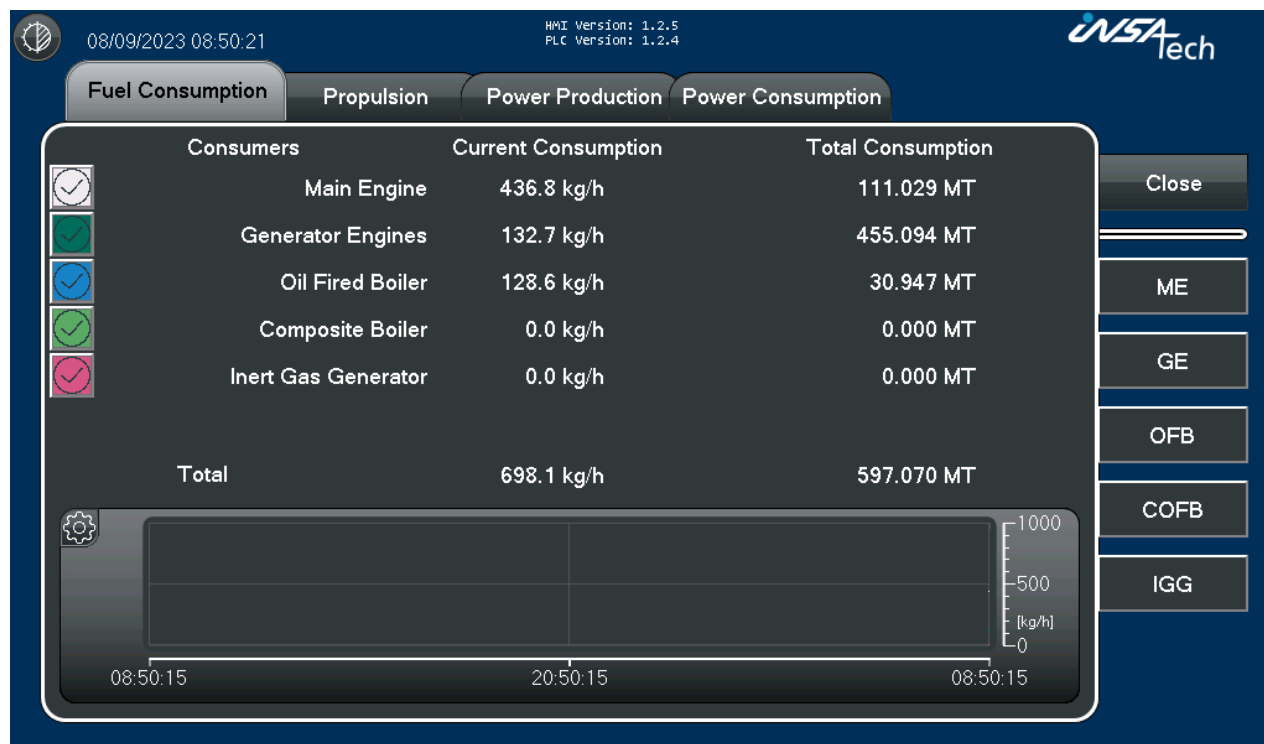 08/09/2023 08:50:21
HMI Version: 1.2.5
PLC Version: 1.2.4
iNSA Tech
Fuel Consumption Propulsion Power Production Power Consumption
Consumers Current Consumption Total Consumption
Main Engine 436.8 kg/h 111.029 MT
Generator Engines 132.7 kg/h 455.094 MT
Oil Fired Boiler 128.6 kg/h 30.947 MT
Composite Boiler 0.0 kg/h 0.000 MT
Inert Gas Generator 0.0 kg/h 0.000 MT
Total 698.1 kg/h 597.070 MT
1000
500
[kg/h]
0
08:50:15 20:50:15 08:50:15
Close
ME
GE
OFB
COFB
IGG